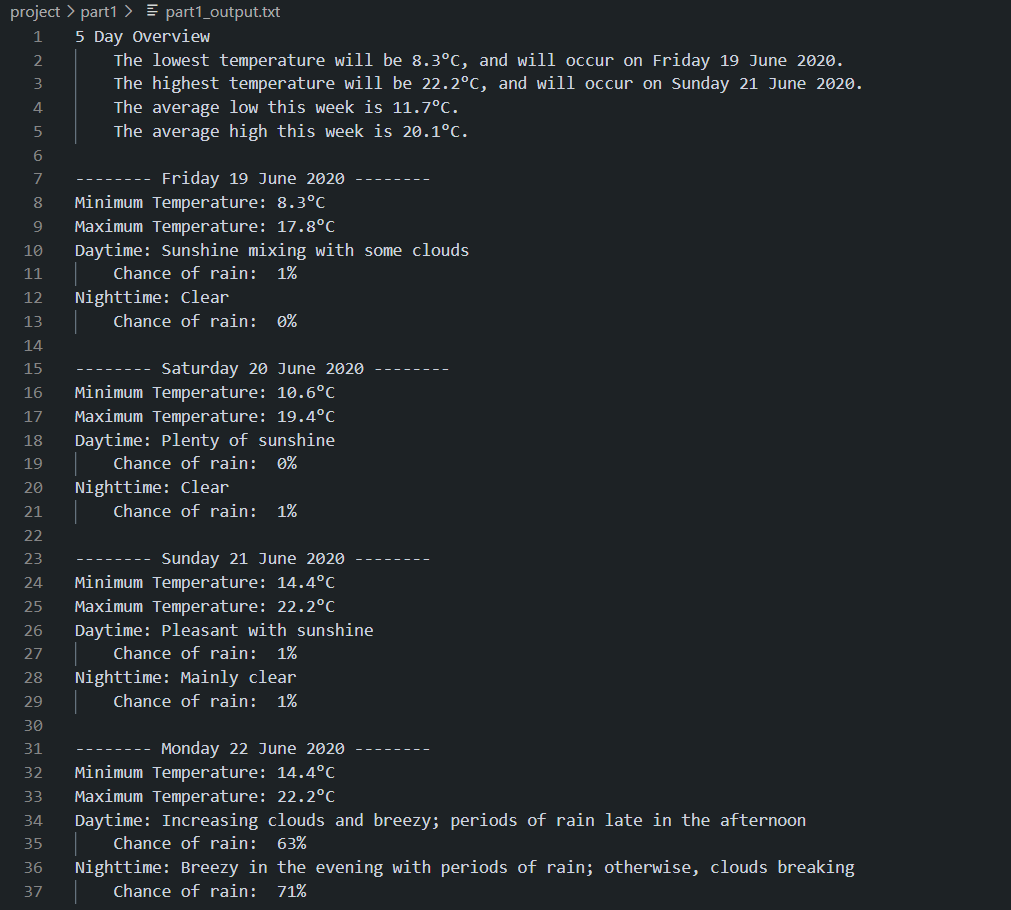 project > part1 > part1_output.txt
1 5 Day Overview
2 The lowest temperature will be 8.3°C, and will occur on Friday 19 June 2020.
3 The highest temperature will be 22.2°C, and will occur on Sunday 21 June 2020.
4 The average low this week is 11.7°C.
5 The average high this week is 20.1°C.
6
7 -------- Friday 19 June 2020 --------
8 Minimum Temperature: 8.3°C
9 Maximum Temperature: 17.8°C
10 Daytime: Sunshine mixing with some clouds
11 Chance of rain:  1%
12 Nighttime: Clear
13 Chance of rain:  0%
14
15 -------- Saturday 20 June 2020 --------
16 Minimum Temperature: 10.6°C
17 Maximum Temperature: 19.4°C
18 Daytime: Plenty of sunshine
19 Chance of rain:  0%
20 Nighttime: Clear
21 Chance of rain:  1%
22
23 -------- Sunday 21 June 2020 --------
24 Minimum Temperature: 14.4°C
25 Maximum Temperature: 22.2°C
26 Daytime: Pleasant with sunshine
27 Chance of rain:  1%
28 Nighttime: Mainly clear
29 Chance of rain:  1%
30
31 -------- Monday 22 June 2020 --------
32 Minimum Temperature: 14.4°C
33 Maximum Temperature: 22.2°C
34 Daytime: Increasing clouds and breezy; periods of rain late in the afternoon
35 Chance of rain:  63%
36 Nighttime: Breezy in the evening with periods of rain; otherwise, clouds breaking
37 Chance of rain:  71%